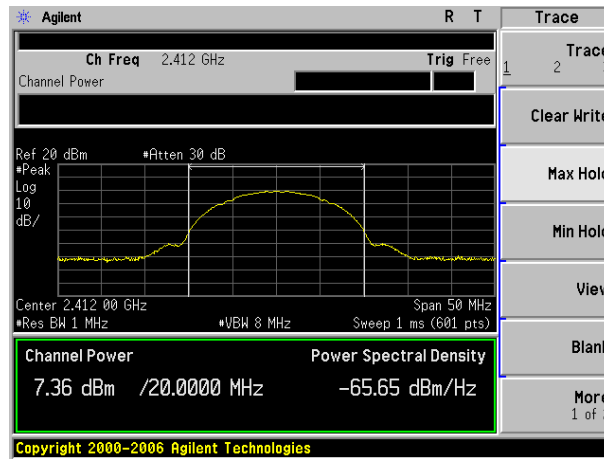 Agilent R T Trace
Ch Freq 2.412 GHz Trig Free
Channel Power
Trace
1 2
Clear Write
Max Hold
Min Hold
View
Blank
More
1 of
Ref 20 dBm #Atten 30 dB
#Peak
Log
10
dB/
Center 2.412 00 GHz Span 50 MHz
#Res BW 1 MHz #VBW 8 MHz Sweep 1 ms (601 pts)
Channel Power Power Spectral Density
7.36 dBm /20.0000 MHz -65.65 dBm/Hz
Copyright 2000-2006 Agilent Technologies